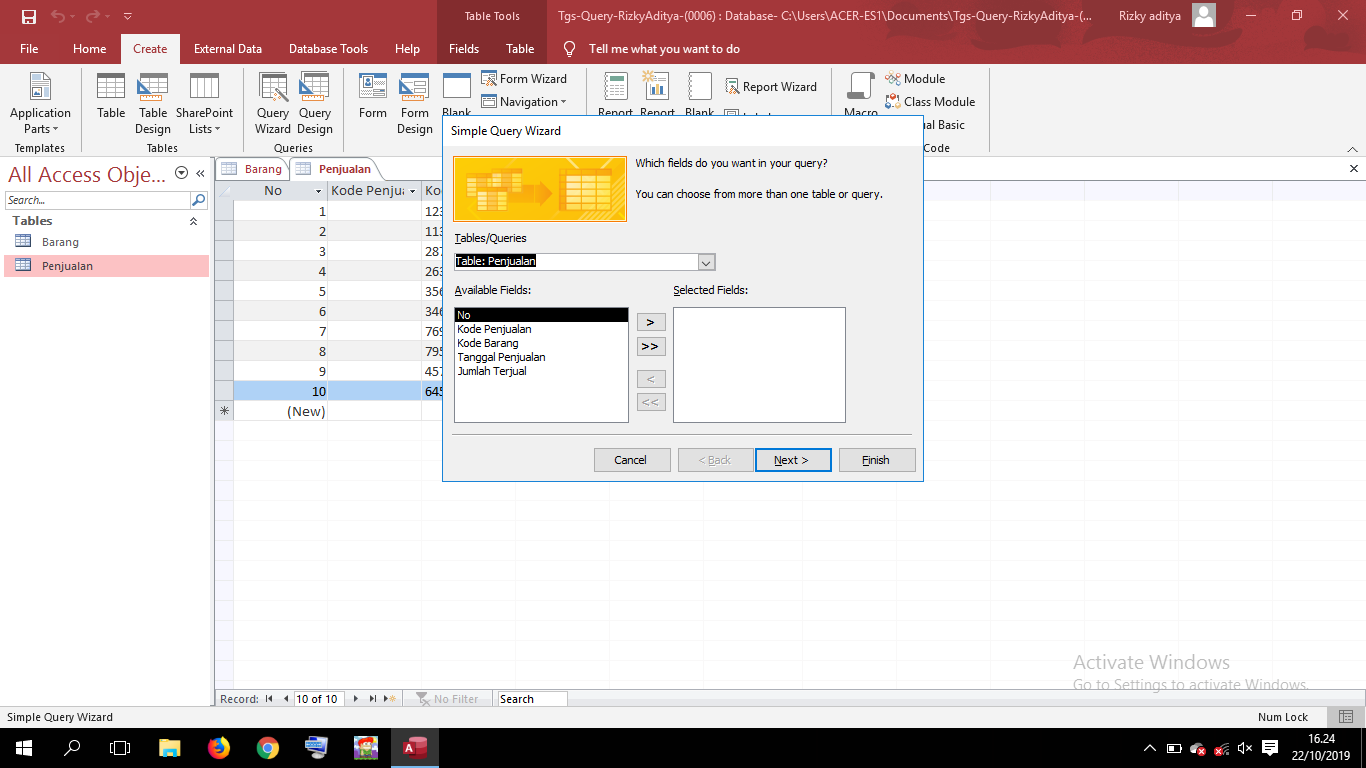 Table Tools
Tgs-Query-RizkyAditya-(0006) : Database- C:\Users\ACER-ES1\Documents\Tgs-Query-RizkyAditya-(...
Rizky aditya
File Home Create External Data Database Tools Help Fields Table Tell me what you want to do
Application Parts
Templates
Table
Table Design
SharePoint Lists
Tables
Query Wizard
Query Design
Queries
Form
Form Design
Blank
Form Wizard
Navigation
Report Report Blank
Report Wizard
Macro
Module
Class Module
ual Basic
Code
All Access Obje...
Search...
Tables
Barang
Penjualan
Barang Penjualan
No Kode Penjua Ko
1 123
2 113
3 287
4 263
5 356
6 346
7 769
8 795
9 457
10 645
(New)
Simple Query Wizard
Which fields do you want in your query?
You can choose from more than one table or query.
Tables/Queries
Table: Penjualan
Available Fields:
Selected Fields:
No
Kode Penjualan
Kode Barang
Tanggal Penjualan
Jumlah Terjual
>
>>
<
<<
Cancel < Back Next > Finish
Activate Windows
Go to Settings to activate Windows.
Record: 10 of 10 No Filter Search
Simple Query Wizard
Num Lock
16.24
22/10/2019